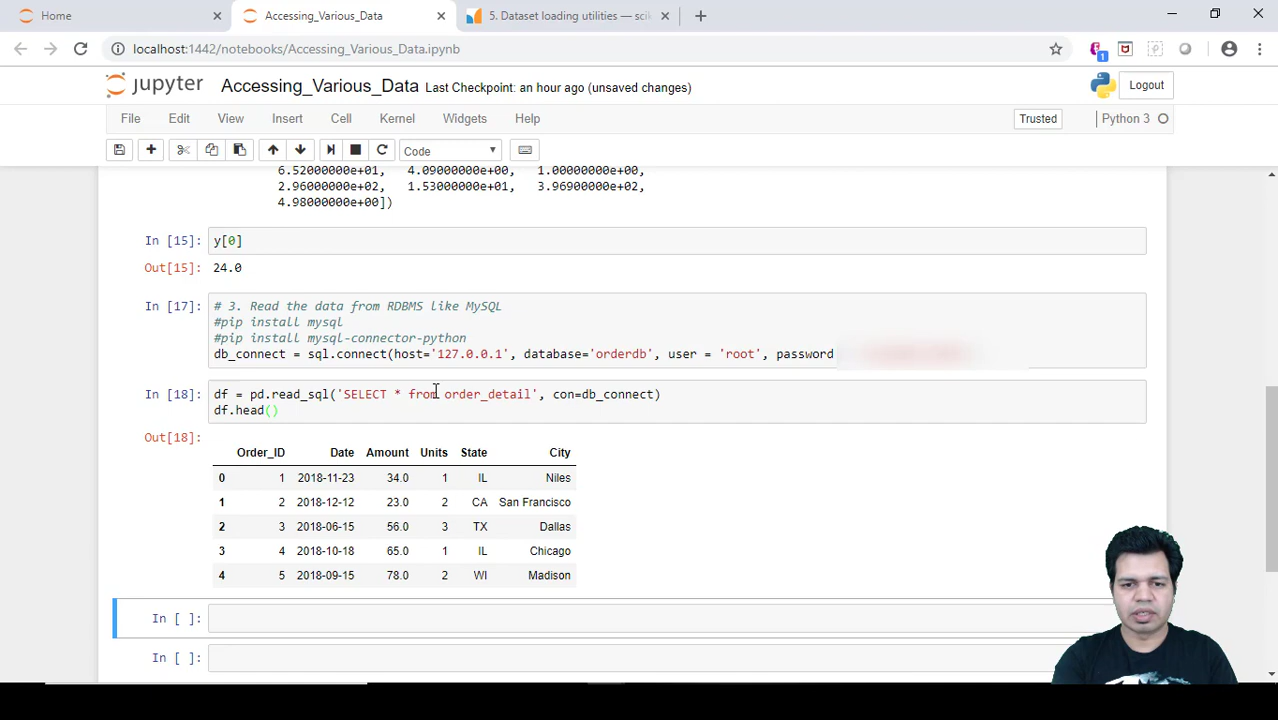 Home
Accessing_Various_Data
5. Dataset loading utilities — scik
localhost:1442/notebooks/Accessing_Various_Data.ipynb
1
jupyter Accessing_Various_Data Last Checkpoint: an hour ago (unsaved changes) Logout
File Edit View Insert Cell Kernel Widgets Help Trusted Python 3
Code
6.52000000e+01, 4.09000000e+00, 1.00000000e+00,
2.96000000e+02, 1.53000000e+01, 3.96900000e+02,
4.98000000e+00])
In [15]: y[0]
Out[15]: 24.0
In [17]: # 3. Read the data from RDBMS like MySQL
#pip install mysql
#pip install mysql-connector-python
db_connect = sql.connect(host='127.0.0.1', database='orderdb', user = 'root', password
In [18]: df = pd.read_sql('SELECT * from order_detail', con=db_connect)
df.head()
Out[18]:
Order_ID Date Amount Units State City
0 1 2018-11-23 34.0 1 IL Niles
1 2 2018-12-12 23.0 2 CA San Francisco
2 3 2018-06-15 56.0 3 TX Dallas
3 4 2018-10-18 65.0 1 IL Chicago
4 5 2018-09-15 78.0 2 WI Madison
In [ ]:
In [ ]: